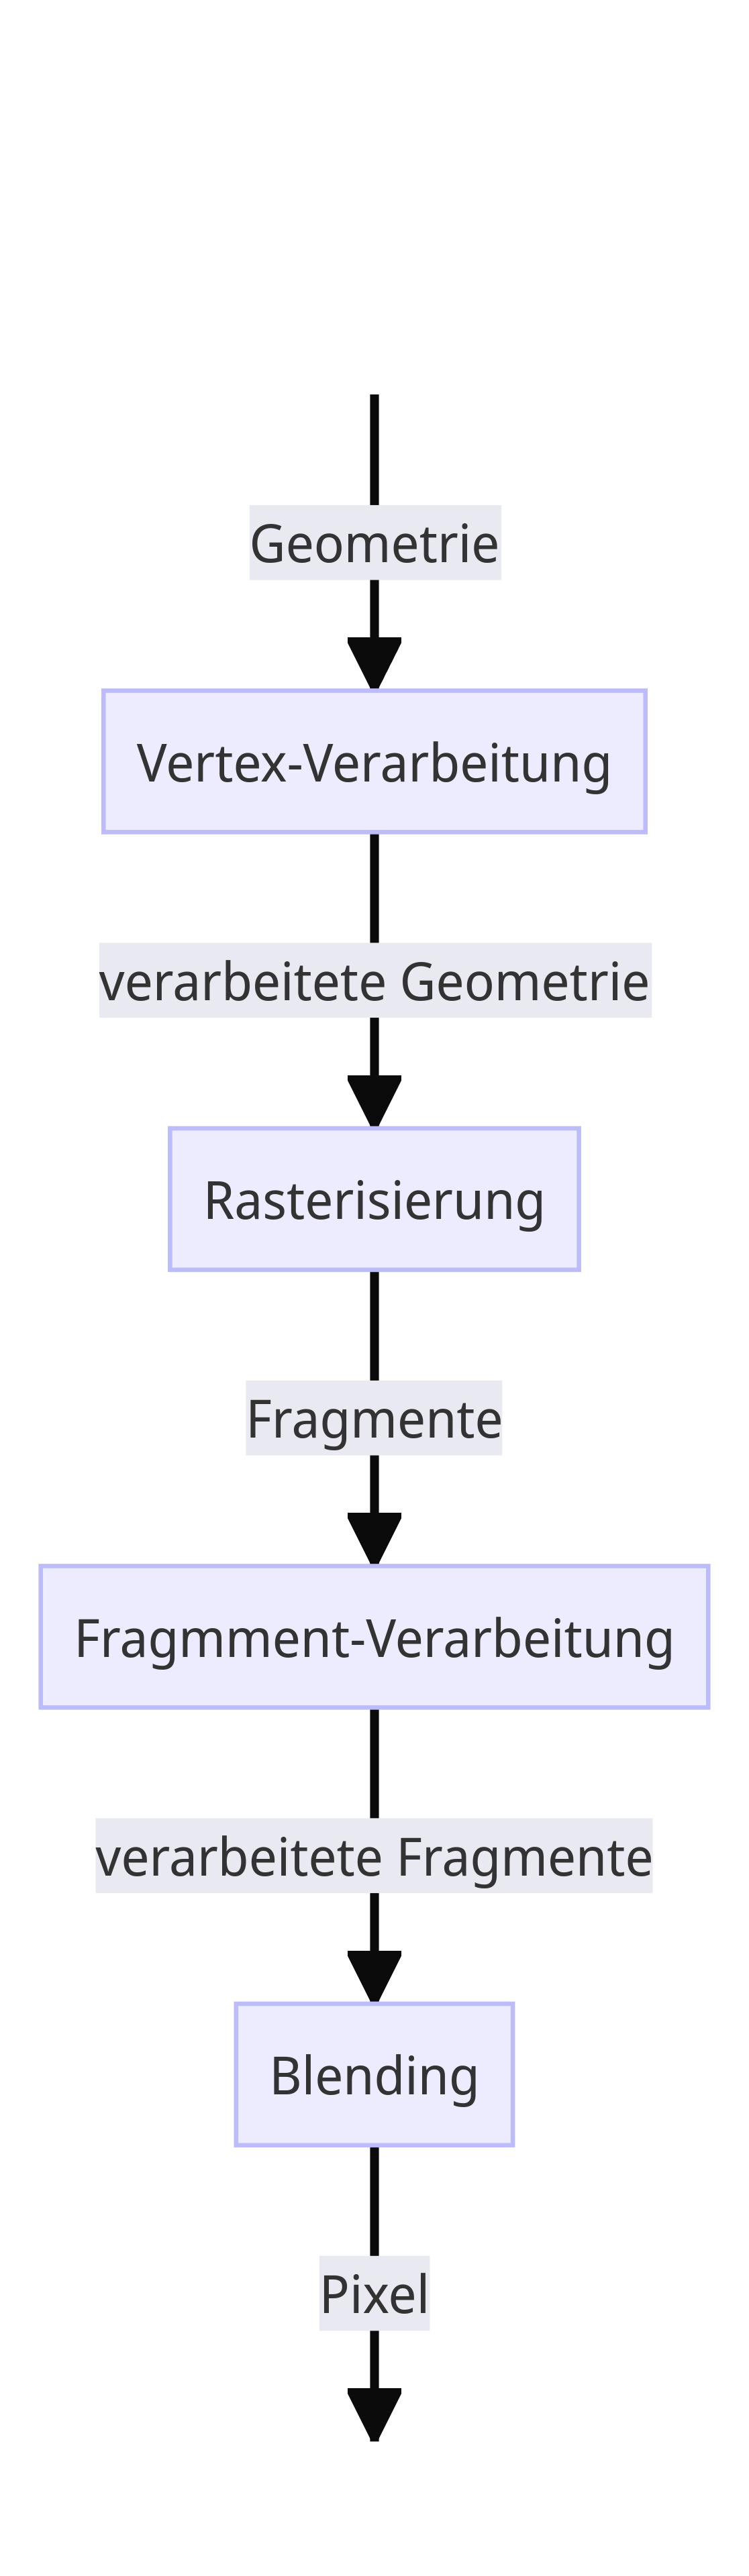 Geometrie
Vertex-Verarbeitung
verarbeitete Geometrie
Rasterisierung
Fragmente
Fragmment-Verarbeitung
verarbeitete Fragmente
Blending
Pixel